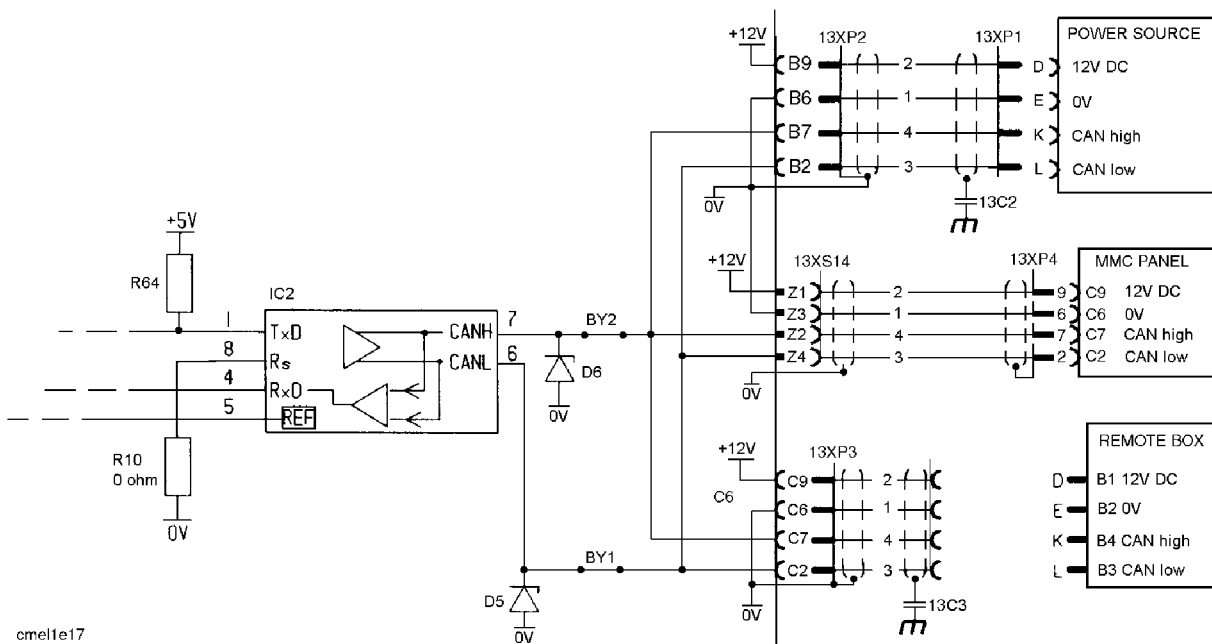 +12V
13XP2
13XP1
POWER SOURCE
B9
2
D
12V DC
B6
1
E
0V
B7
4
K
CAN high
B2
3
L
CAN low
0V
13C2
+5V
R64
+12V
13XS14
13XP4
MMC PANEL
Z1
2
9
C9
12V DC
Z3
1
6
C6
0V
Z2
4
7
C7
CAN high
Z4
3
2
C2
CAN low
0V
IC2
1
TxD
CANH
7
BY2
8
Rs
CANL
6
D6
4
RxD
5
REF
0V
R10
0 ohm
0V
+12V
13XP3
REMOTE BOX
C9
2
D
B1 12V DC
C6
C6
1
E
B2 0V
C7
4
K
B4 CAN high
BY1
C2
3
L
B3 CAN low
D5
0V
0V
13C3
cmel1e17